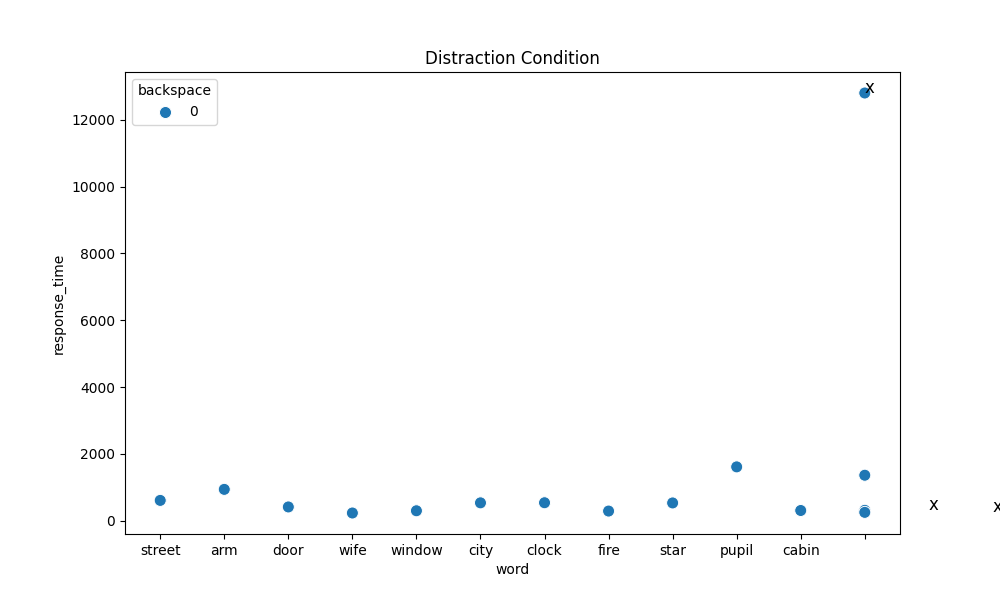 Distraction Condition
backspace
0
x
12000
10000
8000
6000
4000
2000
0
response_time
x
x
street arm door wife window city clock fire star pupil cabin
word